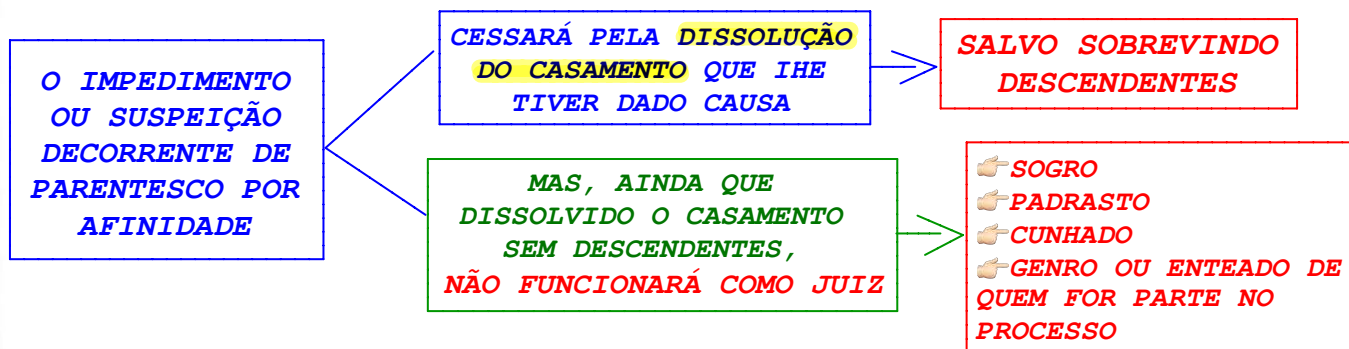 O IMPEDIMENTO
OU SUSPEIÇÃO
DECORRENTE DE
PARENTESCO POR
AFINIDADE
CESSARÁ PELA DISSOLUÇÃO
DO CASAMENTO QUE IHE
TIVER DADO CAUSA
SALVO SOBREVINDO
DESCENDENTES
MAS, AINDA QUE
DISSOLVIDO O CASAMENTO
SEM DESCENDENTES,
NÃO FUNCIONARÁ COMO JUIZ
SOGRO
PADRASTO
CUNHADO
GENRO OU ENTEADO DE
QUEM FOR PARTE NO
PROCESSO